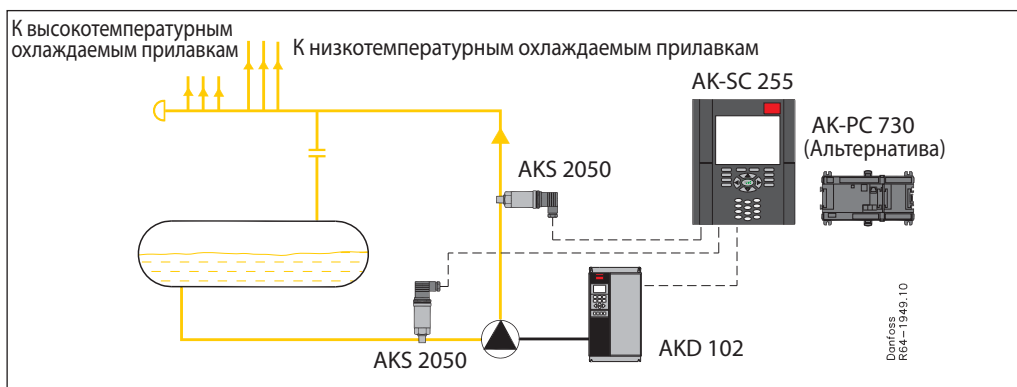 К высокотемпературным
охлаждаемым прилавкам
К низкотемпературным охлаждаемым прилавкам
AK-SC 255
AK-PC 730
(Альтернатива)
AKS 2050
AKS 2050
AKD 102
Danfoss
R64-1949.10